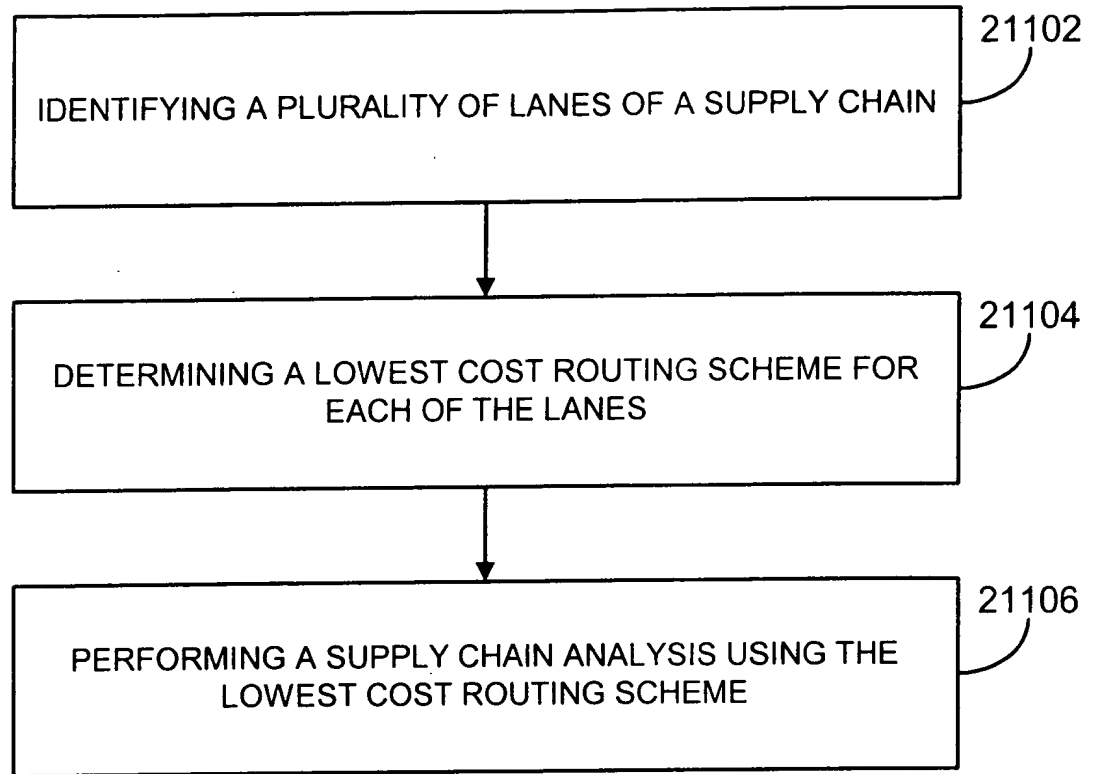 21102
IDENTIFYING A PLURALITY OF LANES OF A SUPPLY CHAIN
21104
DETERMINING A LOWEST COST ROUTING SCHEME FOR
EACH OF THE LANES
21106
PERFORMING A SUPPLY CHAIN ANALYSIS USING THE
LOWEST COST ROUTING SCHEME